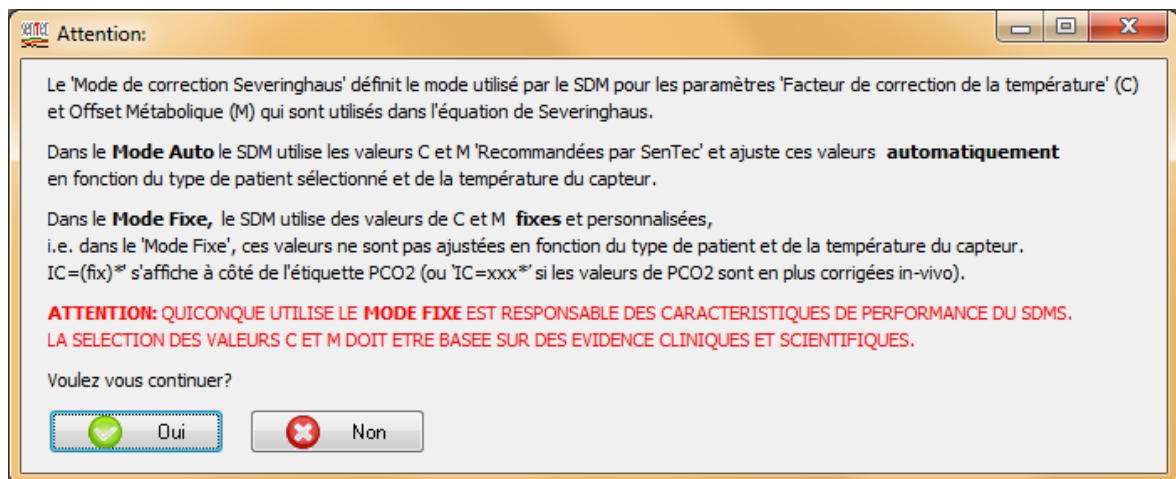 SenTec Attention:
Le 'Mode de correction Severinghaus' définit le mode utilisé par le SDM pour les paramètres 'Facteur de correction de la température' (C)
et Offset Métabolique (M) qui sont utilisés dans l'équation de Severinghaus.
Dans le Mode Auto le SDM utilise les valeurs C et M 'Recommandées par SenTec' et ajuste ces valeurs automatiquement
en fonction du type de patient sélectionné et de la température du capteur.
Dans le Mode Fixe, le SDM utilise des valeurs de C et M fixes et personnalisées,
i.e. dans le 'Mode Fixe', ces valeurs ne sont pas ajustées en fonction du type de patient et de la température du capteur.
IC=(fix)*' s'affiche à côté de l'étiquette PCO2 (ou 'IC=xxx*' si les valeurs de PCO2 sont en plus corrigées in-vivo).
ATTENTION: QUICONQUE UTILISE LE MODE FIXE EST RESPONSABLE DES CARACTERISTIQUES DE PERFORMANCE DU SDMS.
LA SELECTION DES VALEURS C ET M DOIT ETRE BASEE SUR DES EVIDENCE CLINIQUES ET SCIENTIFIQUES.
Voulez vous continuer?
Oui Non